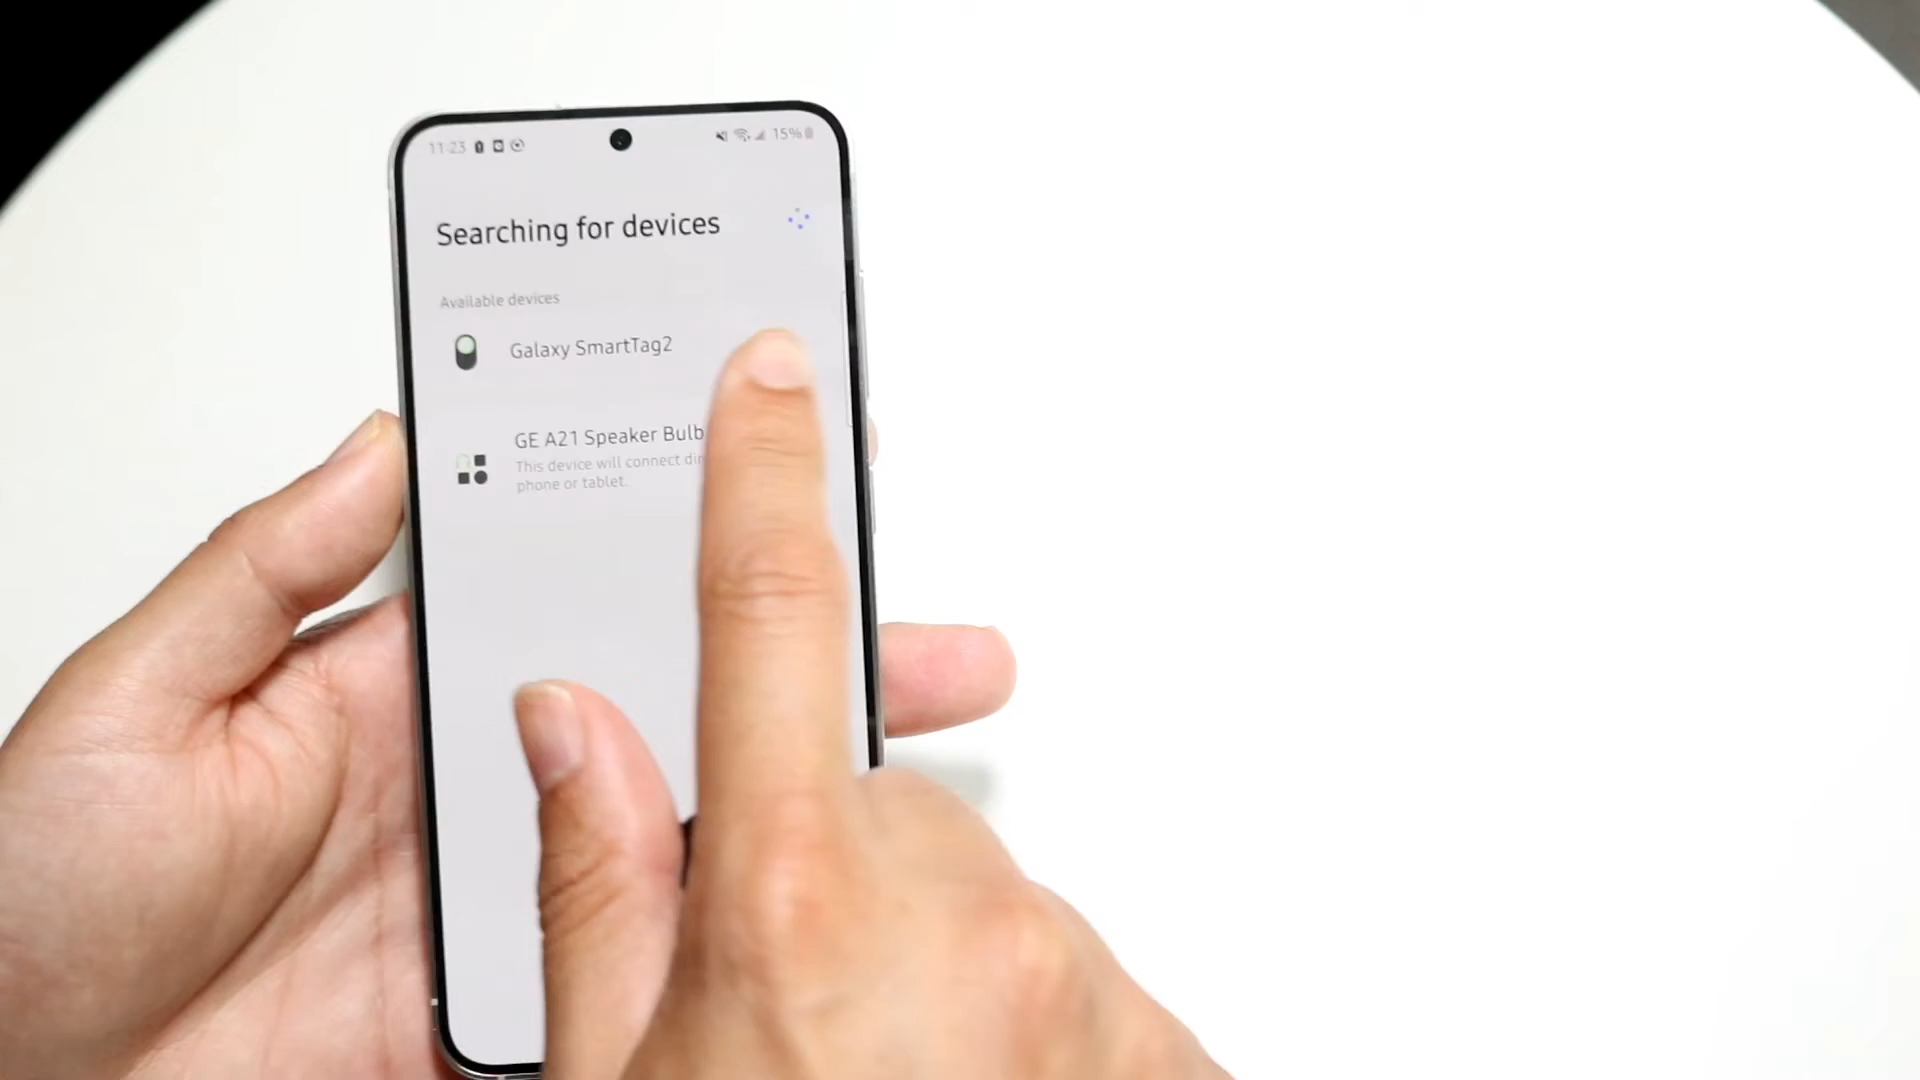 11:23
15%
Searching for devices
Available devices
Galaxy SmartTag2
GE A21 Speaker Bulb
This device will connect
phone or tablet.